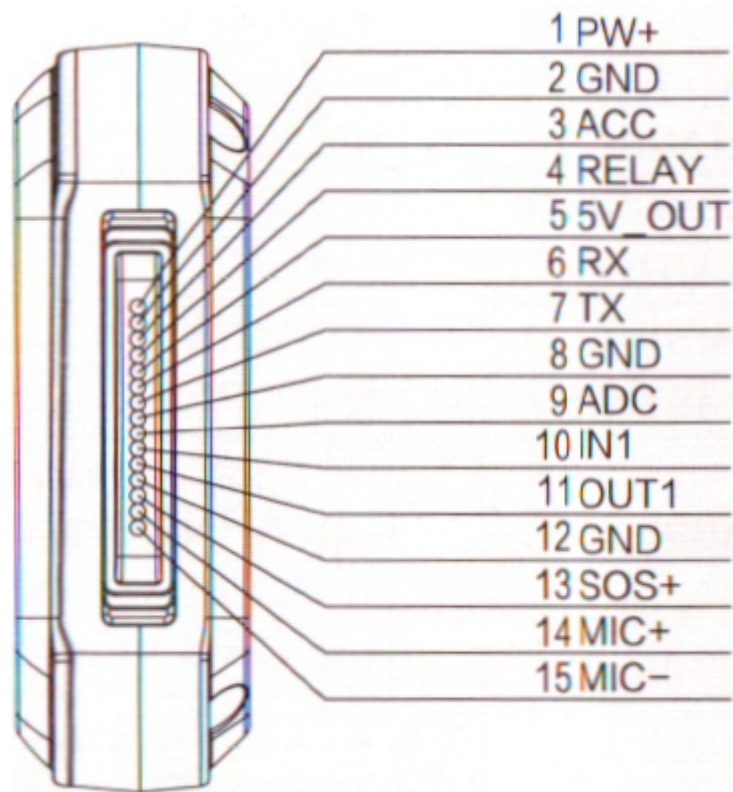 1 PW+
2 GND
3 ACC
4 RELAY
5 5V_OUT
6 RX
7 TX
8 GND
9 ADC
10 IN1
11 OUT1
12 GND
13 SOS+
14 MIC+
15 MIC−